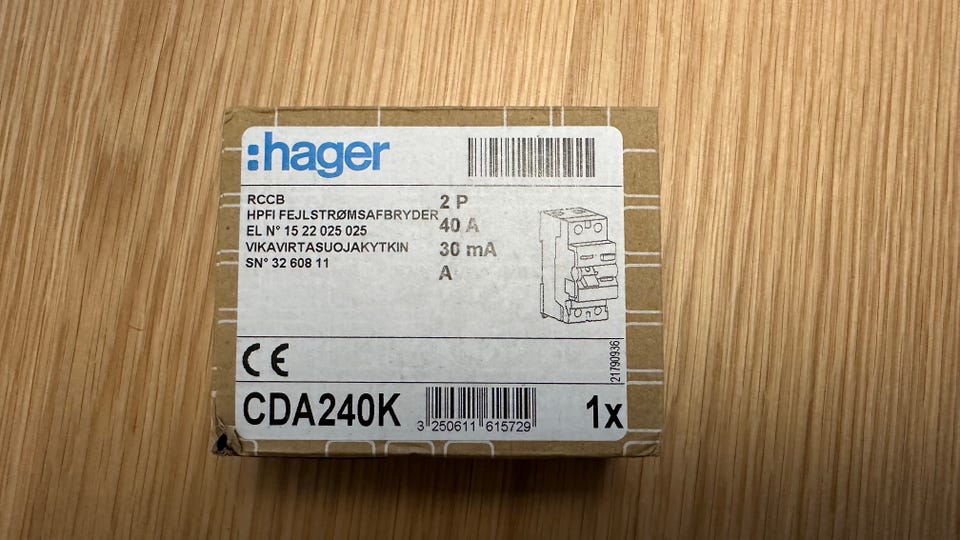 :hager
RCCB
HPFI FEJLSTRØMSAFBRYDER
EL N° 15 22 025 025
VIKAVIRTASUOJAKYTKIN
SN° 32 608 11
2 P
40 A
30 mA
A
21790936
CE
CDA240K
3 250611 615729
1x